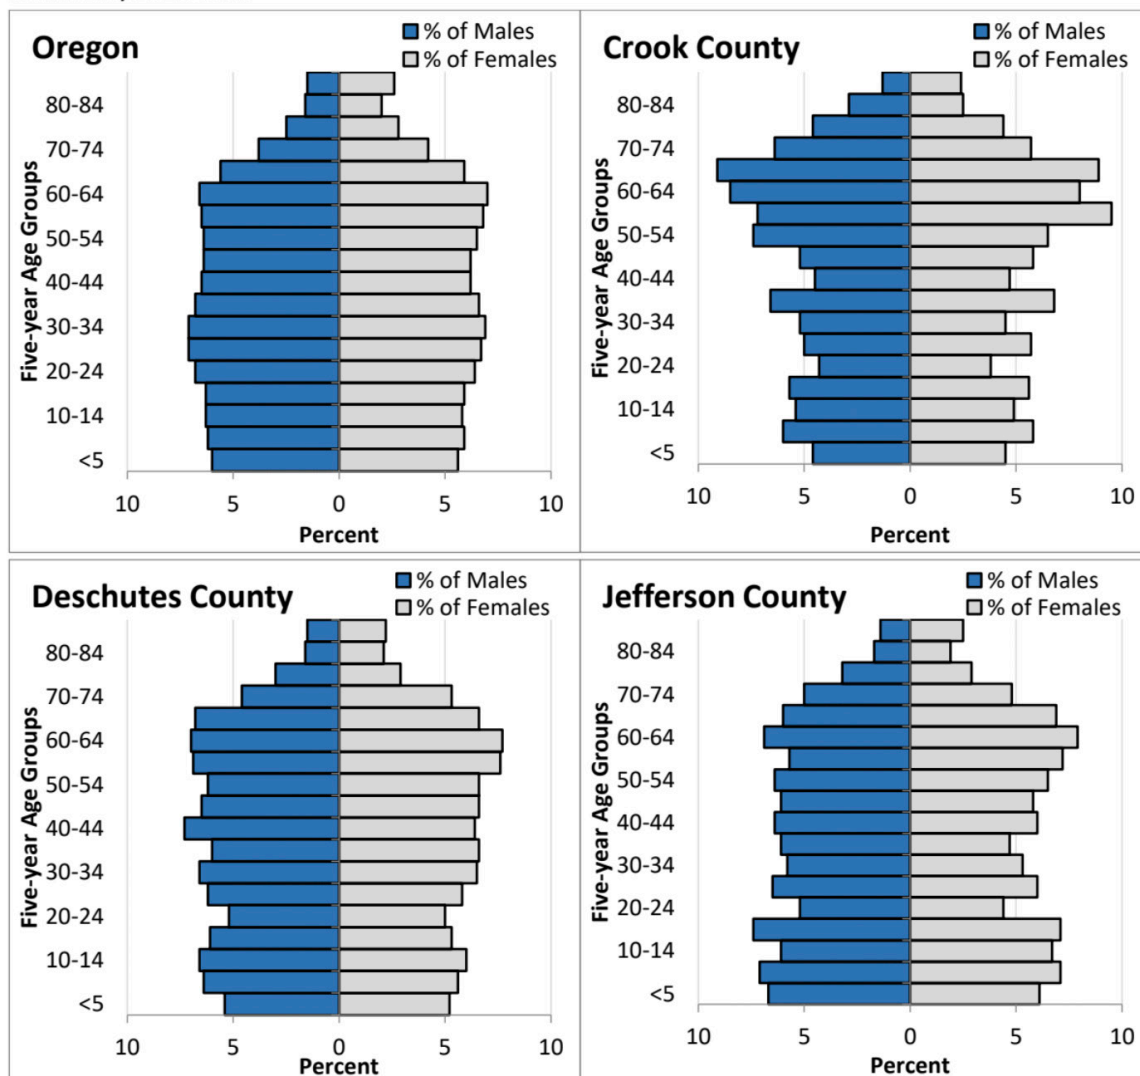 Oregon
% of Males
% of Females
Five-year Age Groups
80-84
70-74
60-64
50-54
40-44
30-34
20-24
10-14
<5
10 5 0 5 10
Percent
Crook County
% of Males
% of Females
Five-year Age Groups
80-84
70-74
60-64
50-54
40-44
30-34
20-24
10-14
<5
10 5 0 5 10
Percent
Deschutes County
% of Males
% of Females
Five-year Age Groups
80-84
70-74
60-64
50-54
40-44
30-34
20-24
10-14
<5
10 5 0 5 10
Percent
Jefferson County
% of Males
% of Females
Five-year Age Groups
80-84
70-74
60-64
50-54
40-44
30-34
20-24
10-14
<5
10 5 0 5 10
Percent